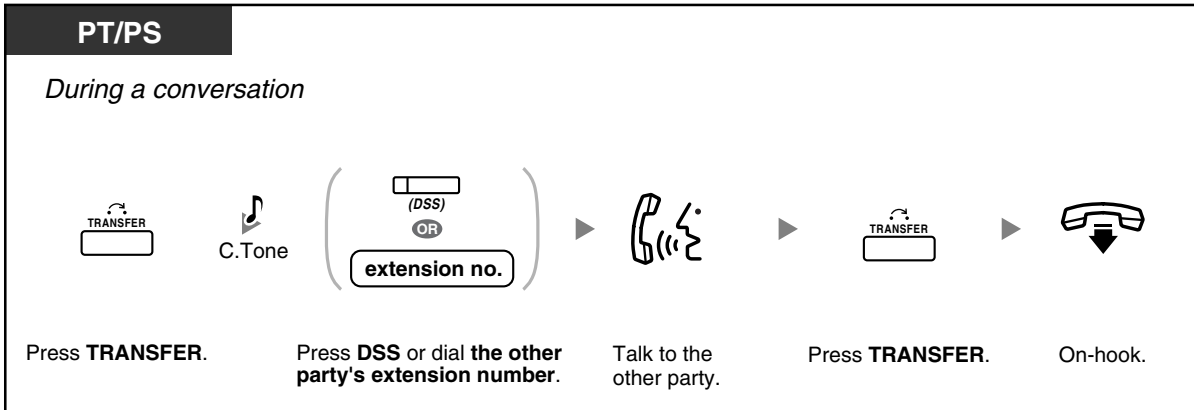 PT/PS
During a conversation
TRANSFER
C.Tone
(DSS)
OR
extension no.
TRANSFER
Press TRANSFER.
Press DSS or dial the other
party's extension number.
Talk to the
other party.
Press TRANSFER.
On-hook.